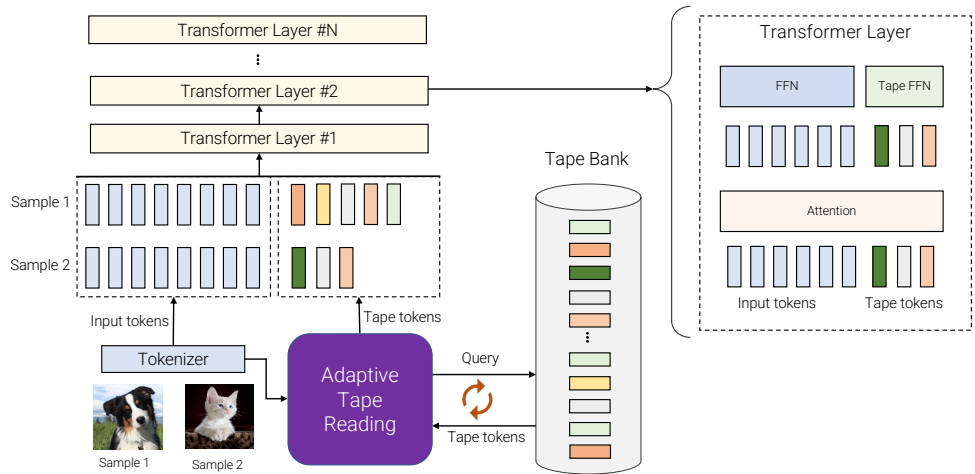 Transformer Layer #N
Transformer Layer #2
Transformer Layer #1
Sample 1
Sample 2
Input tokens
Tape tokens
Tokenizer
Adaptive
Tape
Reading
Query
Tape tokens
Sample 1
Sample 2
Tape Bank
Transformer Layer
FFN
Tape FFN
Attention
Input tokens
Tape tokens